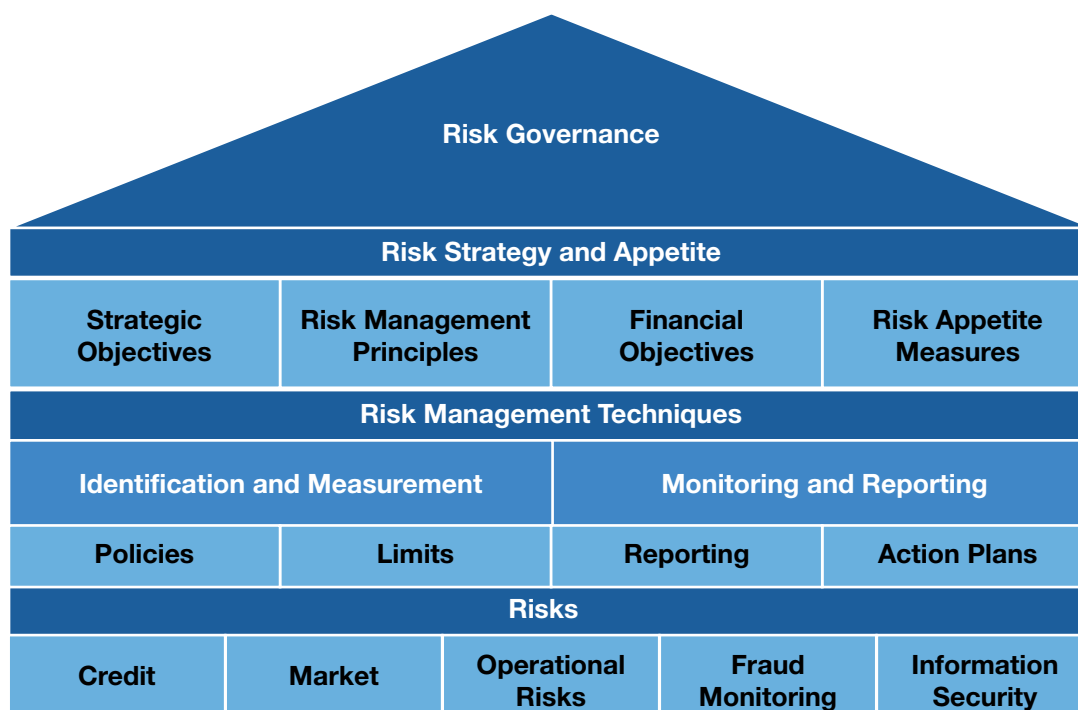 Risk Governance
Risk Strategy and Appetite
Strategic
Objectives
Risk Management
Principles
Financial
Objectives
Risk Appetite
Measures
Risk Management Techniques
Identification and Measurement
Monitoring and Reporting
Policies
Limits
Reporting
Action Plans
Risks
Credit
Market
Operational
Risks
Fraud
Monitoring
Information
Security